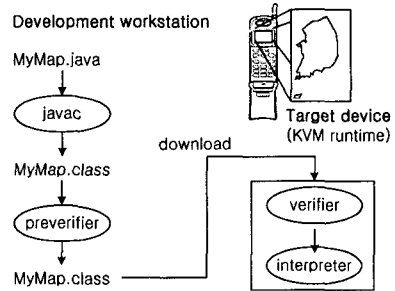 Development workstation
MyMap.java
javac
MyMap.class
preverifier
MyMap.class
download
Target device
(KVM runtime)
verifier
interpreter